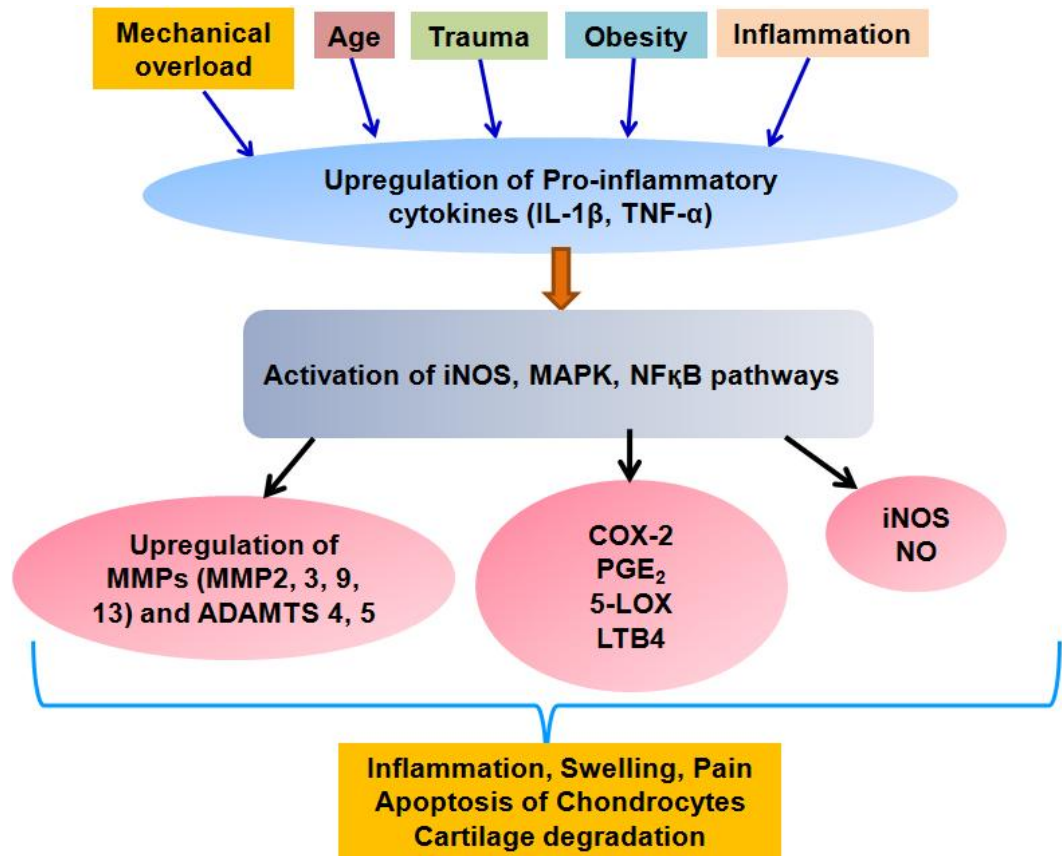 Mechanical
overload
Age
Trauma
Obesity
Inflammation
Upregulation of Pro-inflammatory
cytokines (IL-1β, TNF-α)
Activation of iNOS, MAPK, NFқB pathways
Upregulation of
MMPs (MMP2, 3, 9,
13) and ADAMTS 4, 5
COX-2
PGE₂
5-LOX
LTB4
iNOS
NO
Inflammation, Swelling, Pain
Apoptosis of Chondrocytes
Cartilage degradation